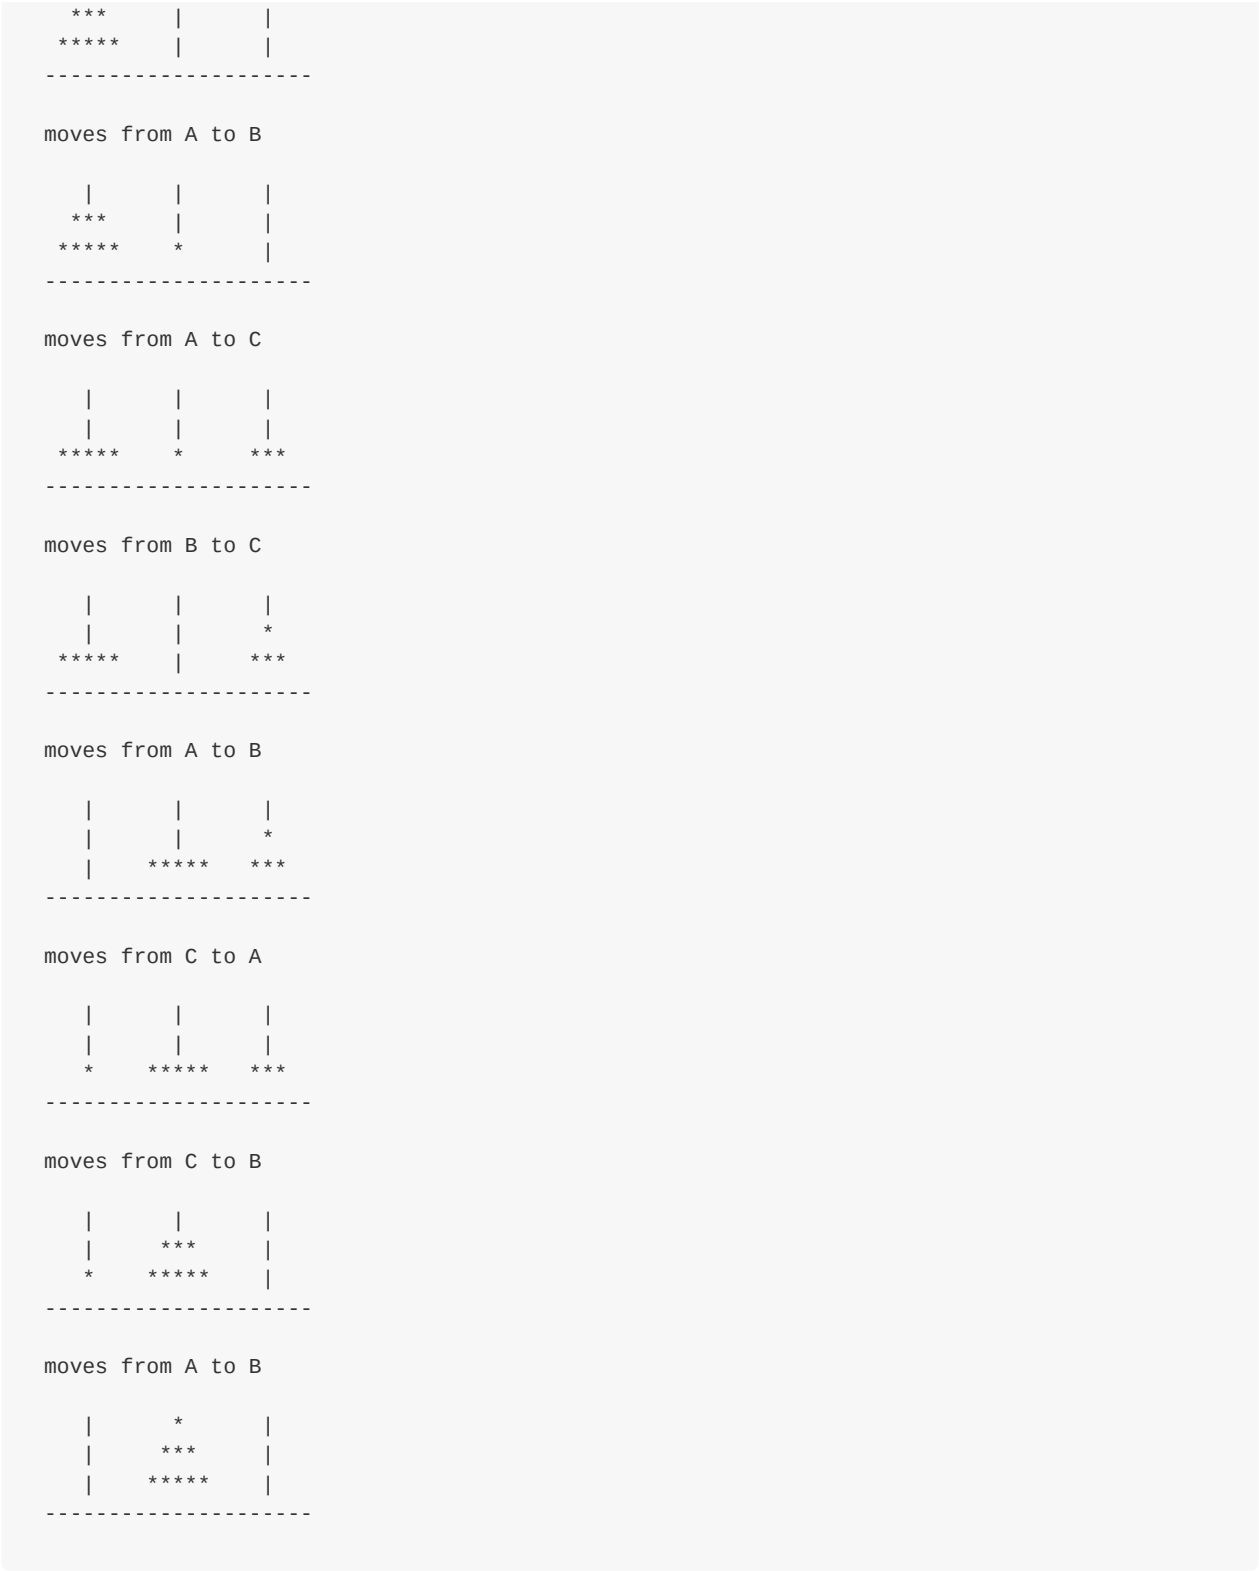 ***     |      |
 *****    |      |
---------------------
moves from A to B
   |      |      |
  ***     |      |
 *****    *      |
---------------------
moves from A to C
   |      |      |
   |      |      |
 *****    *     ***
---------------------
moves from B to C
   |      |      |
   |      |      *
 *****    |     ***
---------------------
moves from A to B
   |      |      |
   |      |      *
   |    *****   ***
---------------------
moves from C to A
   |      |      |
   |      |      |
   *    *****   ***
---------------------
moves from C to B
   |      |      |
   |     ***     |
   *    *****    |
---------------------
moves from A to B
   |      *      |
   |     ***     |
   |    *****    |
---------------------